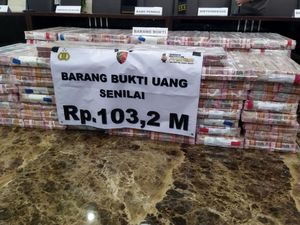 BARANG BUKTI
BARANG BUKTI UANG
SENILAI
Rp.103,2 M